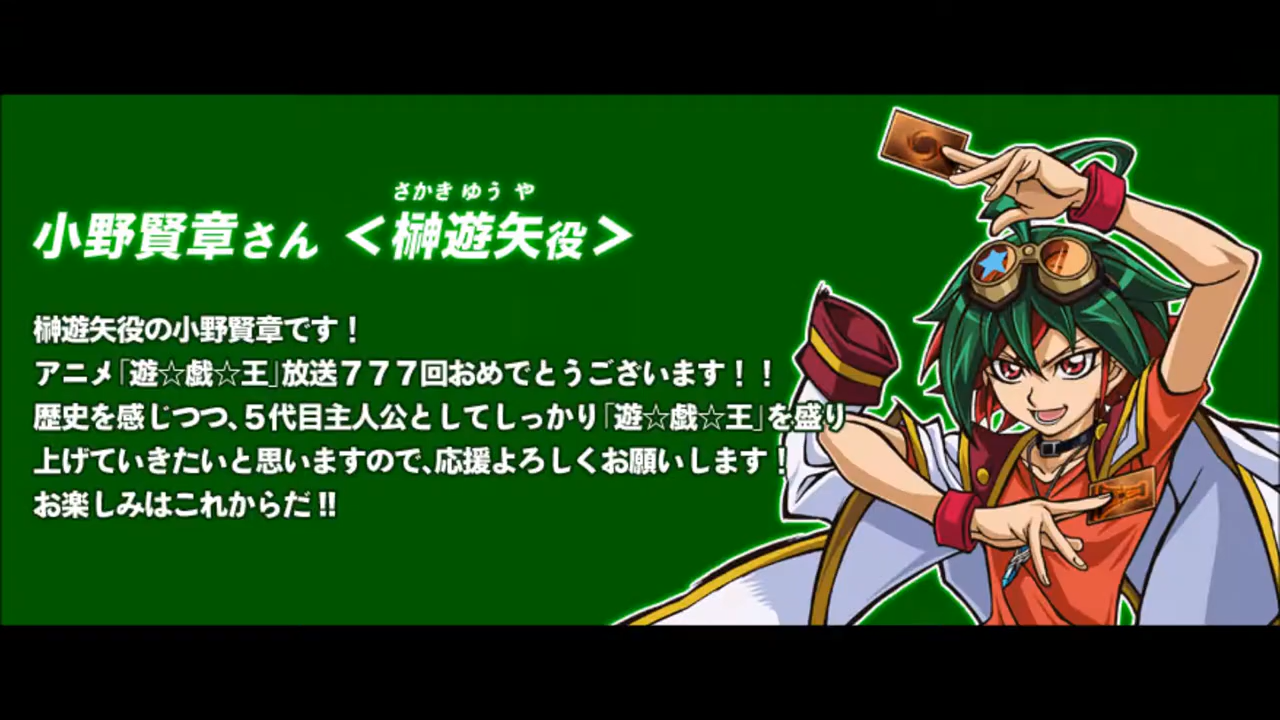 さかき ゆう や
小野賢章さん ＜榊遊矢役＞
榊遊矢役の小野賢章です！
アニメ「遊☆戯☆王」放送７７７回おめでとうございます！！
歴史を感じつつ、５代目主人公としてしっかり「遊☆戯☆王」を盛り
上げていきたいと思いますので、応援よろしくお願いします！
お楽しみはこれからだ!!